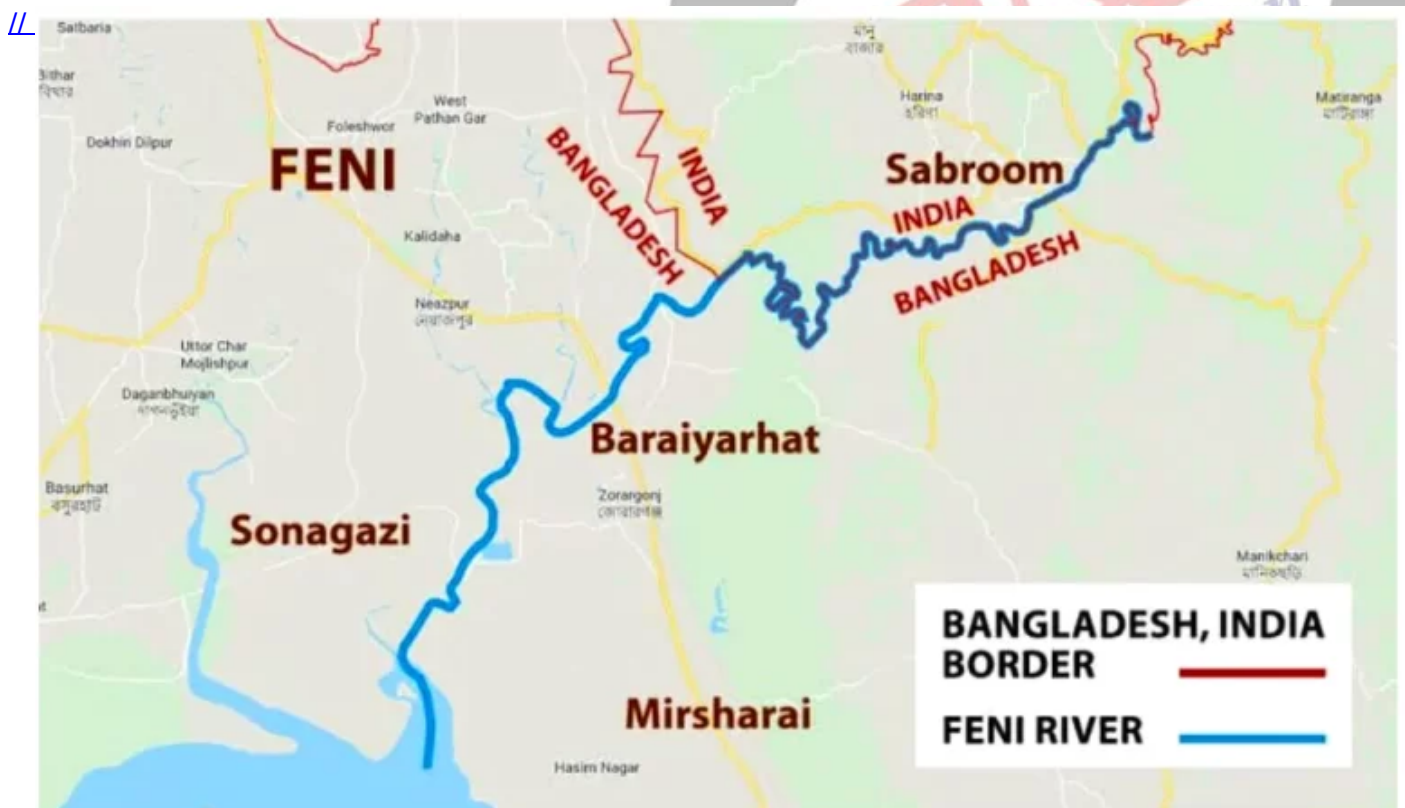 //
Satbaria
মনু
বাজার
Bithar
বিথার
West
Pathan Gar
Harina
হরিণা
Matiranga
মাটিরাঙ্গা
Foleshwor
Dokhin Dilpur
FENI
BANGLADESH
INDIA
Sabroom
INDIA
BANGLADESH
Kalidaha
Neazpur
নেয়াজপুর
Uttor Char
Mojlishpur
Daganbhuiyan
দাগনভূঁইয়া
Baraiyarhat
Basurhat
বসুরহাট
Zorargonj
জোরারগঞ্জ
Sonagazi
Manikchari
মানিকছড়ি
BANGLADESH, INDIA
BORDER
FENI RIVER
Mirsharai
Hasim Nagar